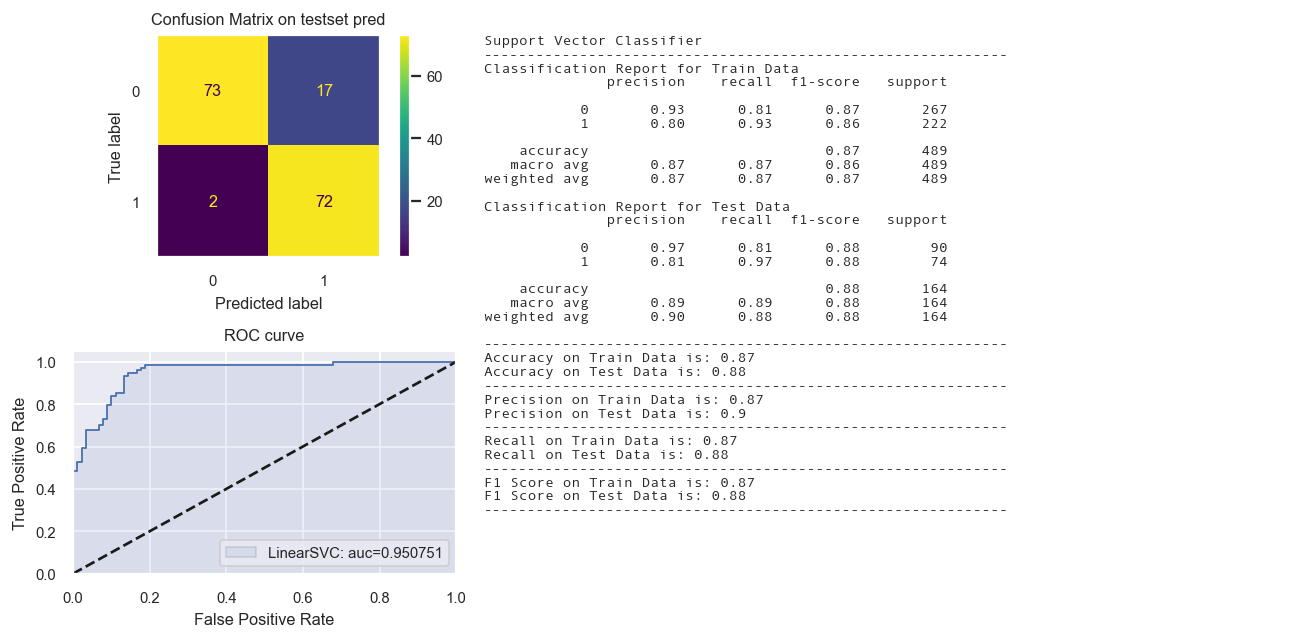 Confusion Matrix on testset pred
True label
0
73
17
1
2
72
0
1
Predicted label
60
40
20
ROC curve
True Positive Rate
1.0
0.8
0.6
0.4
0.2
0.0
LinearSVC: auc=0.950751
0.0
0.2
0.4
0.6
0.8
1.0
False Positive Rate
Support Vector Classifier
------------------------------------------------------------
Classification Report for Train Data
precision recall f1-score support
0 0.93 0.81 0.87 267
1 0.80 0.93 0.86 222
accuracy 0.87 489
macro avg 0.87 0.87 0.86 489
weighted avg 0.87 0.87 0.87 489
Classification Report for Test Data
precision recall f1-score support
0 0.97 0.81 0.88 90
1 0.81 0.97 0.88 74
accuracy 0.88 164
macro avg 0.89 0.89 0.88 164
weighted avg 0.90 0.88 0.88 164
------------------------------------------------------------
Accuracy on Train Data is: 0.87
Accuracy on Test Data is: 0.88
------------------------------------------------------------
Precision on Train Data is: 0.87
Precision on Test Data is: 0.9
------------------------------------------------------------
Recall on Train Data is: 0.87
Recall on Test Data is: 0.88
------------------------------------------------------------
F1 Score on Train Data is: 0.87
F1 Score on Test Data is: 0.88
------------------------------------------------------------